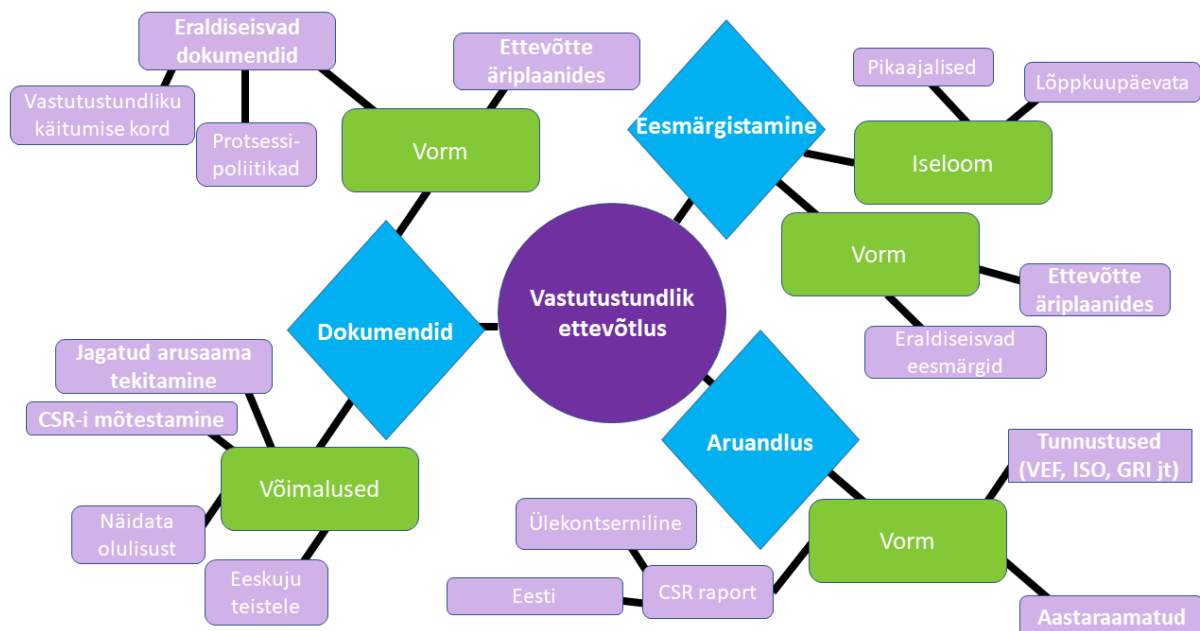 Eraldiseisvad
dokumendid
Vastutustundliku
käitumise kord
Protsessi-
poliitikad
Ettevõtte
äriplaanides
Vorm
Dokumendid
Jagatud arusaama
tekitamine
CSR-i mõtestamine
Võimalused
Näidata
olulisust
Eeskuju
teistele
Vastutustundlik
ettevõtlus
Eesmärgistamine
Pikaajalised
Lõppkuupäevata
Iseloom
Vorm
Ettevõtte
äriplaanides
Eraldiseisvad
eesmärgid
Aruandlus
Tunnustused
(VEF, ISO, GRI jt)
Vorm
Ülekontserniline
CSR raport
Eesti
Aastaraamatud